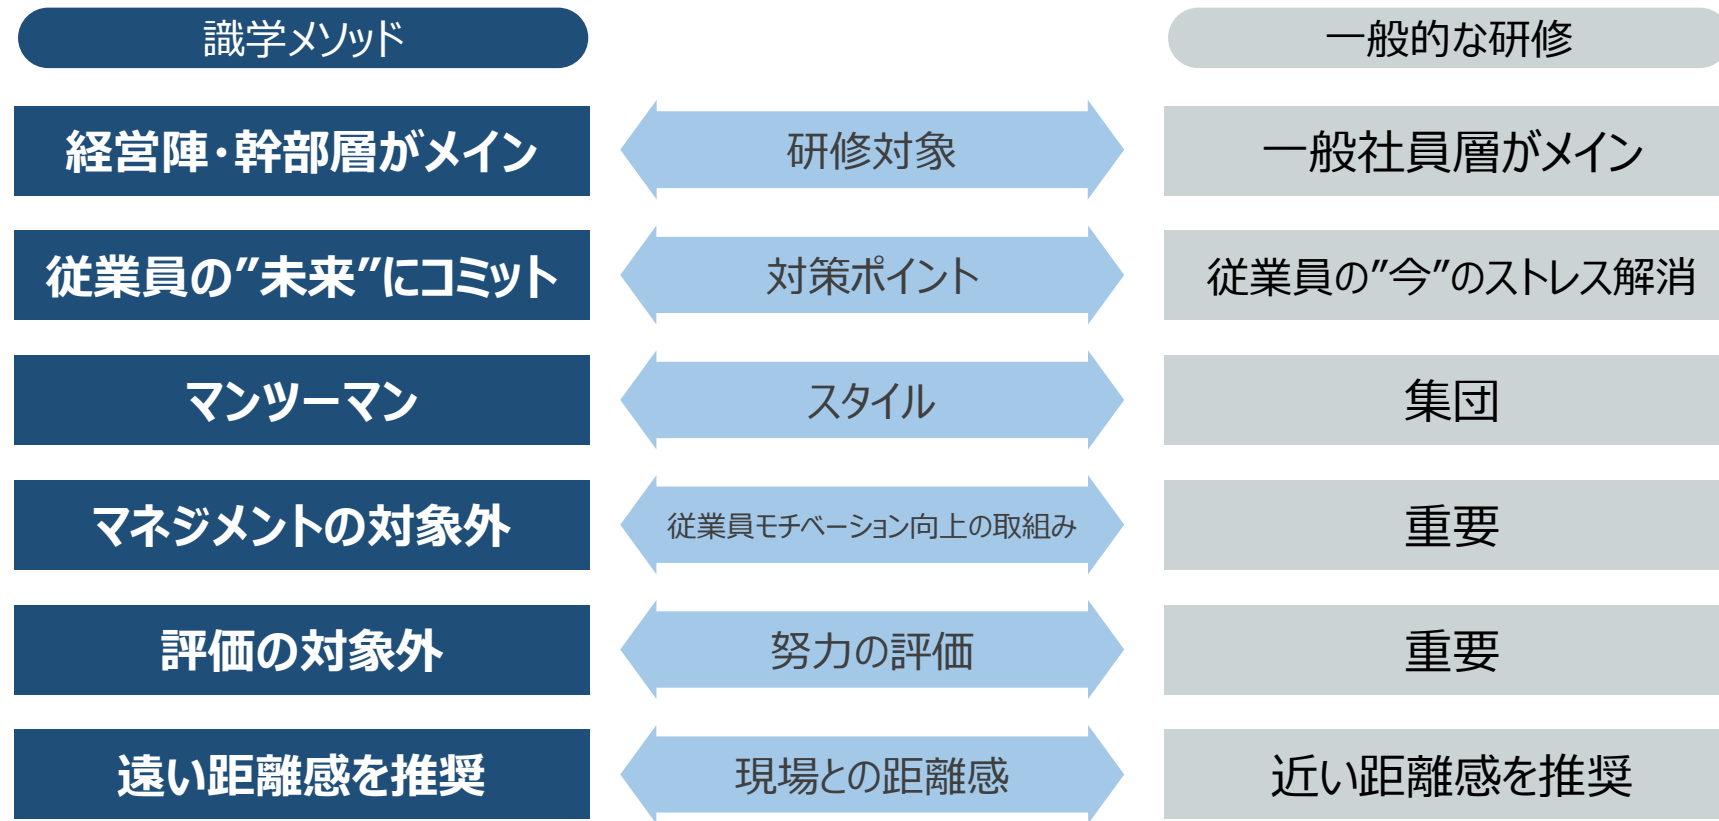 識学メソッド
一般的な研修
経営陣・幹部層がメイン
研修対象
一般社員層がメイン
従業員の”未来”にコミット
対策ポイント
従業員の”今”のストレス解消
マンツーマン
スタイル
集団
マネジメントの対象外
従業員モチベーション向上の取組み
重要
評価の対象外
努力の評価
重要
遠い距離感を推奨
現場との距離感
近い距離感を推奨